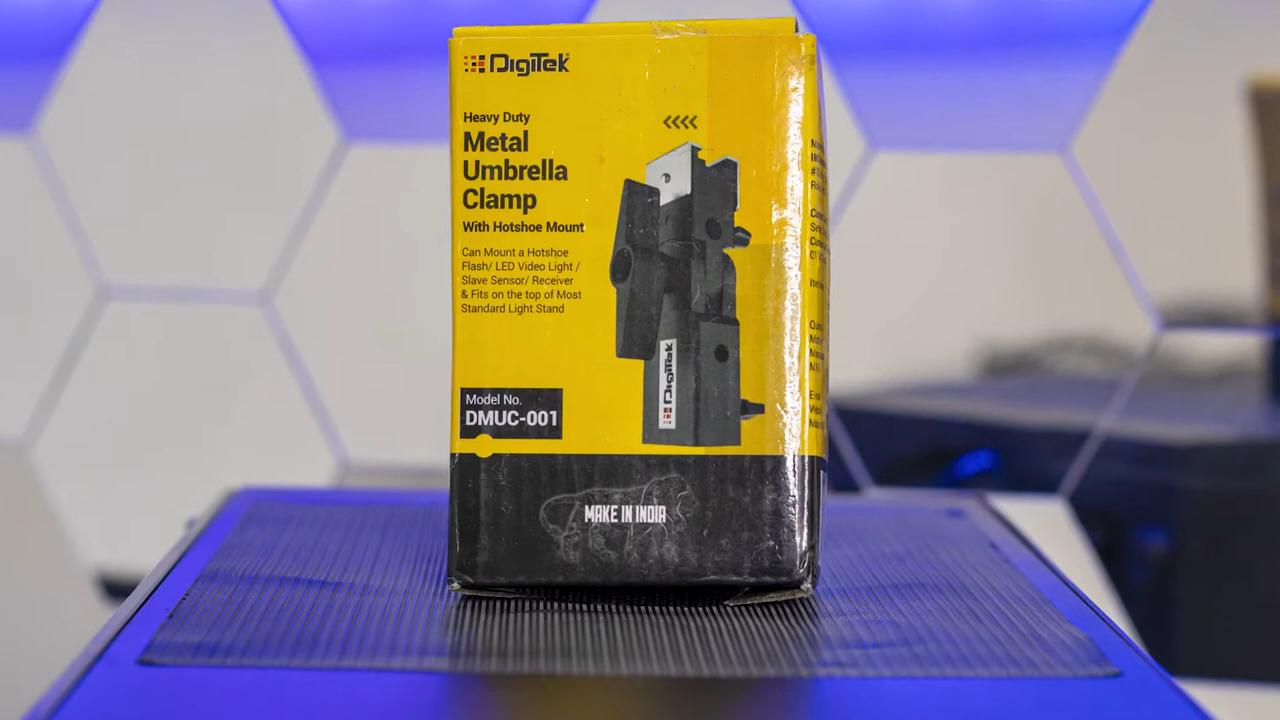 DIGITEK
Heavy Duty
Metal
Umbrella
Clamp
With Hotshoe Mount
Can Mount a Hotshoe
Flash/ LED Video Light /
Slave Sensor/ Receiver
& Fits on the top of Most
Standard Light Stand
DIGITEK
Model No.
DMUC-001
MAKE IN INDIA